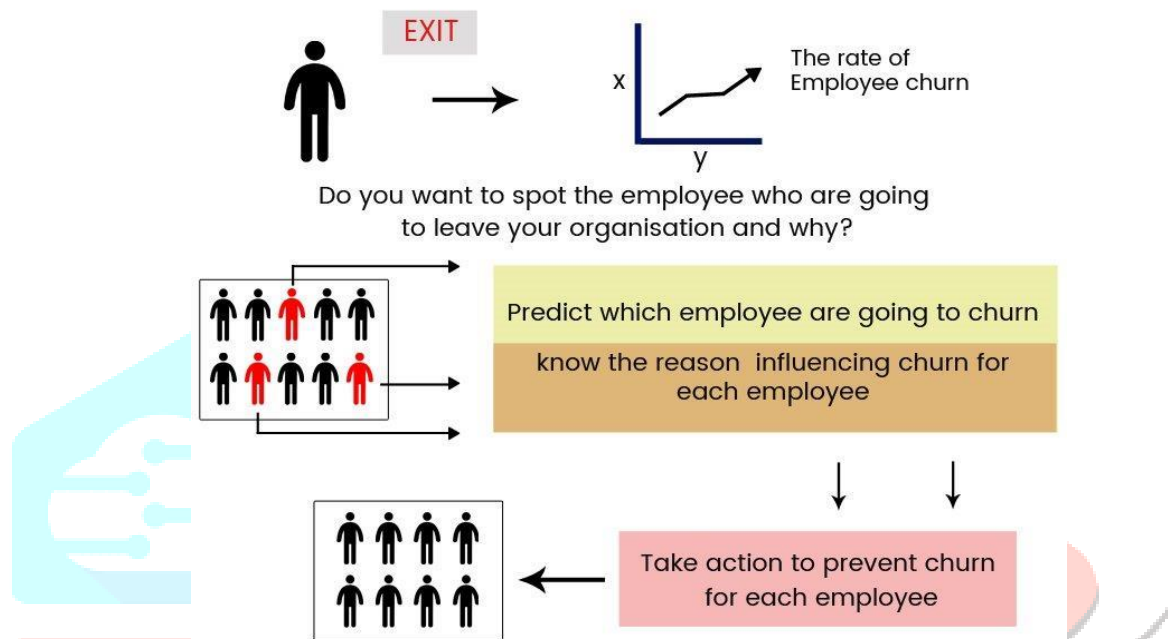 EXIT
The rate of
Employee churn
x
y
Do you want to spot the employee who are going
to leave your organisation and why?
Predict which employee are going to churn
know the reason influencing churn for
each employee
Take action to prevent churn
for each employee